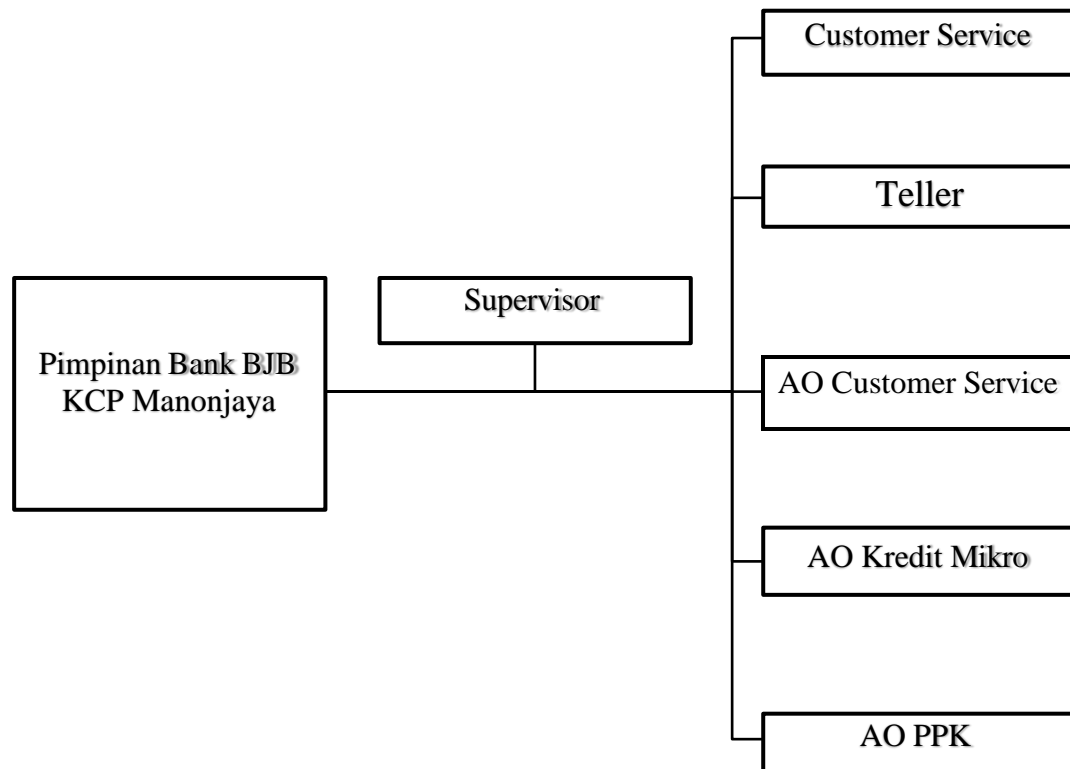 Customer Service
Teller
Supervisor
Pimpinan Bank BJB
KCP Manonjaya
AO Customer Service
AO Kredit Mikro
AO PPK